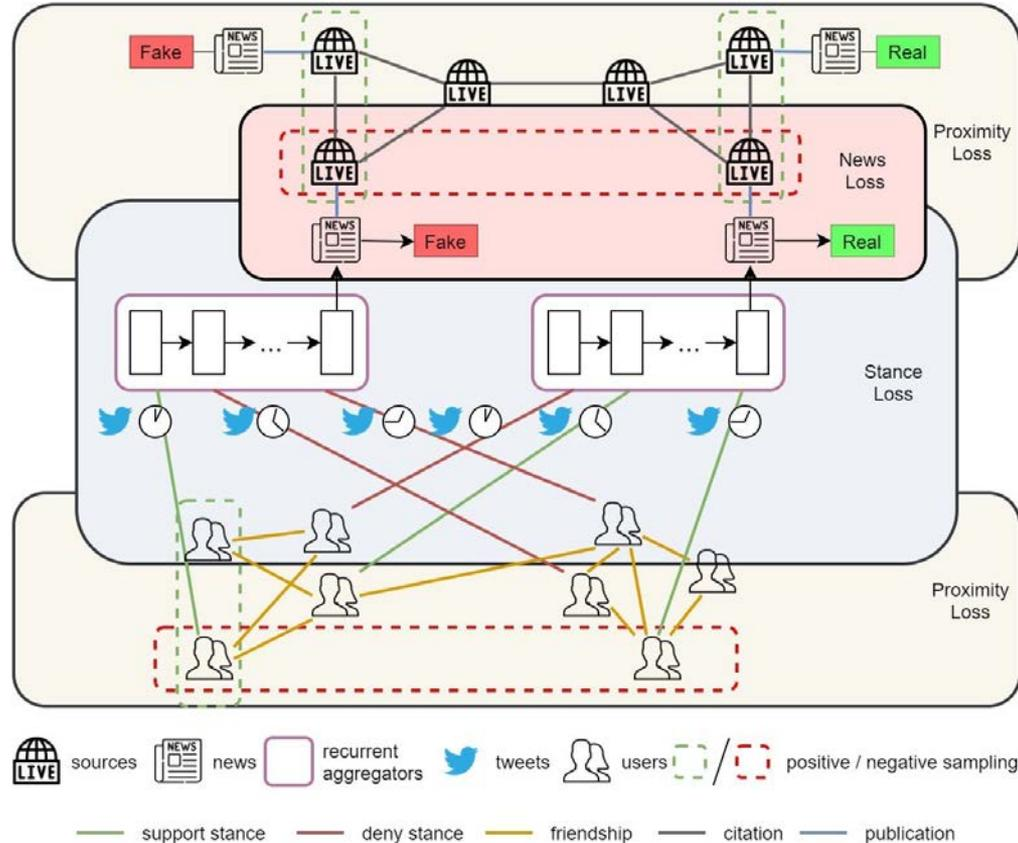 NEWS
NEWS
Fake
LIVE
LIVE
LIVE
LIVE
Real
Proximity
Loss
News
Loss
LIVE
LIVE
NEWS
NEWS
Fake
Real
...
...
Stance
Loss
Proximity
Loss
LIVE
sources
NEWS
news
recurrent
aggregators
tweets
users
/
positive / negative sampling
support stance
deny stance
friendship
citation
publication